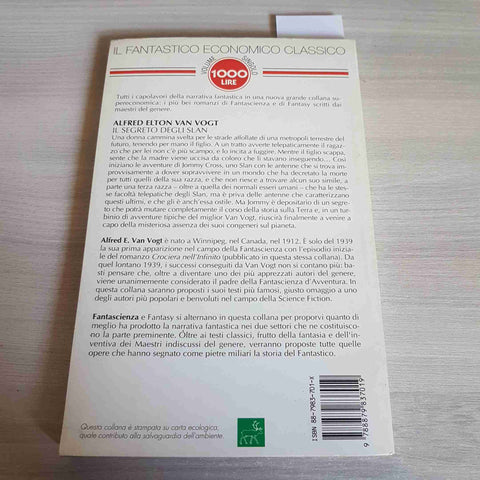 IL FANTASTICO ECONOMICO CLASSICO
VOLUME SINGOLO
1000
LIRE
Tutti i capolavori della narrativa fantastica in una nuova grande collana su-
pereconomica: i più bei romanzi di Fantascienza e di Fantasy scritti dai
maestri del genere.
ALFRED ELTON VAN VOGT
IL SEGRETO DEGLI SLAN
Una donna cammina svelta per le strade affollate di una metropoli terrestre del
futuro, tenendo per mano il figlio. A un tratto avverte telepaticamente il ragaz-
zo che per lei non c'è più scampo, e lo incita a fuggire. Mentre il figlio scappa,
sente che la madre viene uccisa da coloro che li stavano inseguendo... Così
iniziano le avventure di Jommy Cross, uno Slan con le antenne che si trova im-
provvisamente a dover sopravvivere in un mondo che ha decretato la morte
per tutti quelli della sua razza, e che non riesce a trovare alcun suo simile, a
parte una terza razza – oltre a quella dei normali esseri umani – che ha le stes-
se facoltà telepatiche degli Slan, ma è priva delle antenne che caratterizzano
questi ultimi, e che gli è anch'essa ostile. Ma Jommy è depositario di un segre-
to che potrà mutare completamente il corso della storia sulla Terra e, in un tur-
binio di avventure tipiche del miglior Van Vogt, riuscirà finalmente a venire a
capo della misteriosa assenza dei suoi congeneri sul pianeta.
Alfred E. Van Vogt è nato a Winnipeg, nel Canada, nel 1912. È solo del 1939
la sua prima apparizione nel campo della Fantascienza con l'episodio inizia-
le del romanzo Crociera nell'Infinito (pubblicato in questa stessa collana). Da
quel lontano 1939, i successi conseguiti da Van Vogt non si contano più: ba-
sti pensare che, oltre a diventare uno dei più apprezzati autori del genere,
viene unanimemente considerato il padre della Fantascienza d'Avventura. In
questa collana saranno proposti i suoi testi più famosi, giusto omaggio a uno
degli autori più popolari e benvoluti nel campo della Science Fiction.
Fantascienza e Fantasy si alternano in questa collana per proporvi quanto di
meglio ha prodotto la narrativa fantastica nei due settori che ne costituisco-
no la parte preminente. Oltre ai testi classici, frutto della fantasia e dell'in-
ventiva dei Maestri indiscussi del genere, verranno proposte tutte quelle
opere che hanno segnato come pietre miliari la storia del Fantastico.
Questa collana è stampata su carta ecologica,
quale contributo alla salvaguardia dell'ambiente.
ISBN 88-7983-701-X
9 788879 837019